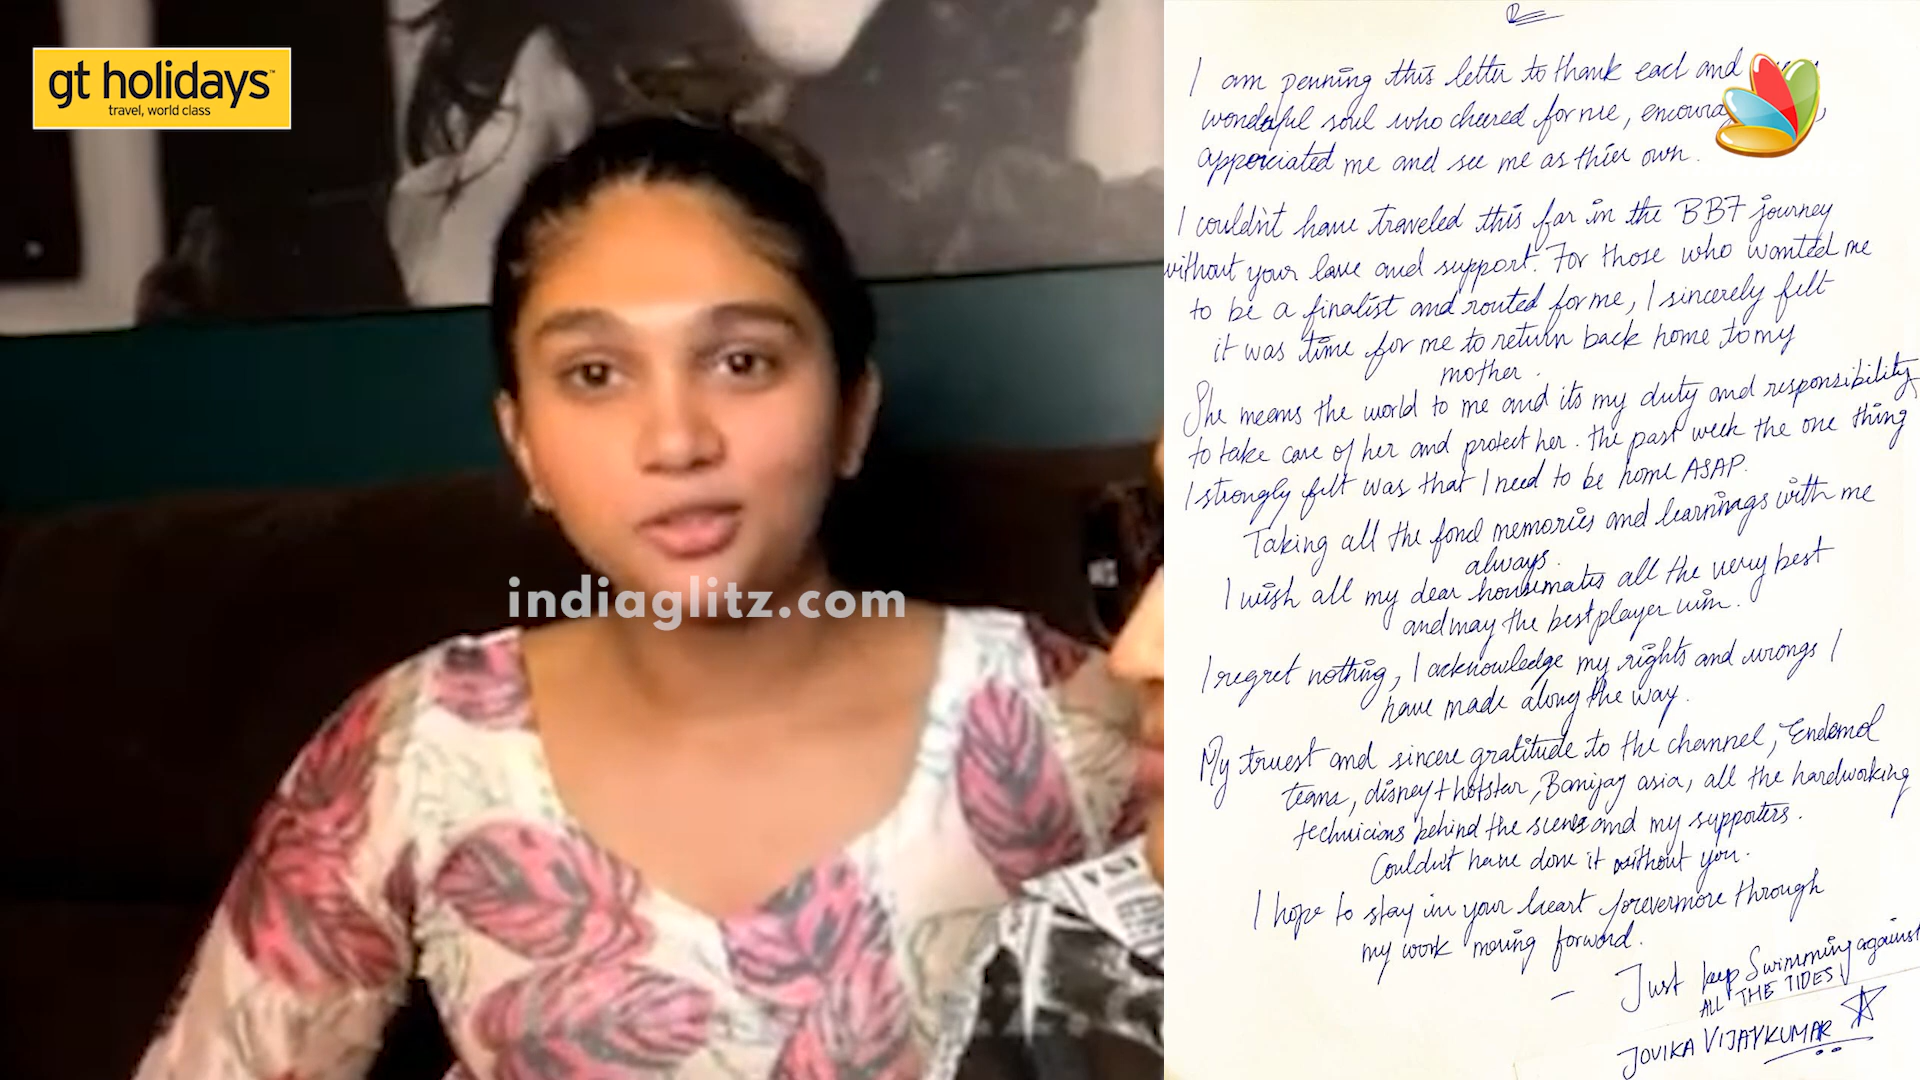 gt holidays™
travel, world class
indiaglitz.com
I am penning this letter to thank each and
wonderful soul who cheered for me,
apporeciated me and see me as thier own.
I couldn't have traveled this far in the BB7 journey
without your love and support. For those who wanted me
to be a finalist and routed for me, I sincerely felt
it was time for me to return back home to my
mother.
She means the world to me and its my duty and responsibility
to take care of her and protect her. The past week the one thing
I strongly felt was that I need to be home ASAP.
Taking all the fond memories and learnings with me
always.
I wish all my dear housemates all the very best
and may the best player win.
I regret nothing, I acknowledge my rights and wrongs I
have made along the way.
My truest and sincere gratitude to the channel, Endemol
team, disney+hotstar, Banijay asia, all the hardworking
technicians behind the scenes and my supporters.
Couldn't have done it without you.
I hope to stay in your heart forevermore through
my work moving forward.
- Just keep Swimming against
ALL THE TIDES
JOVIKA VIJAYKUMAR